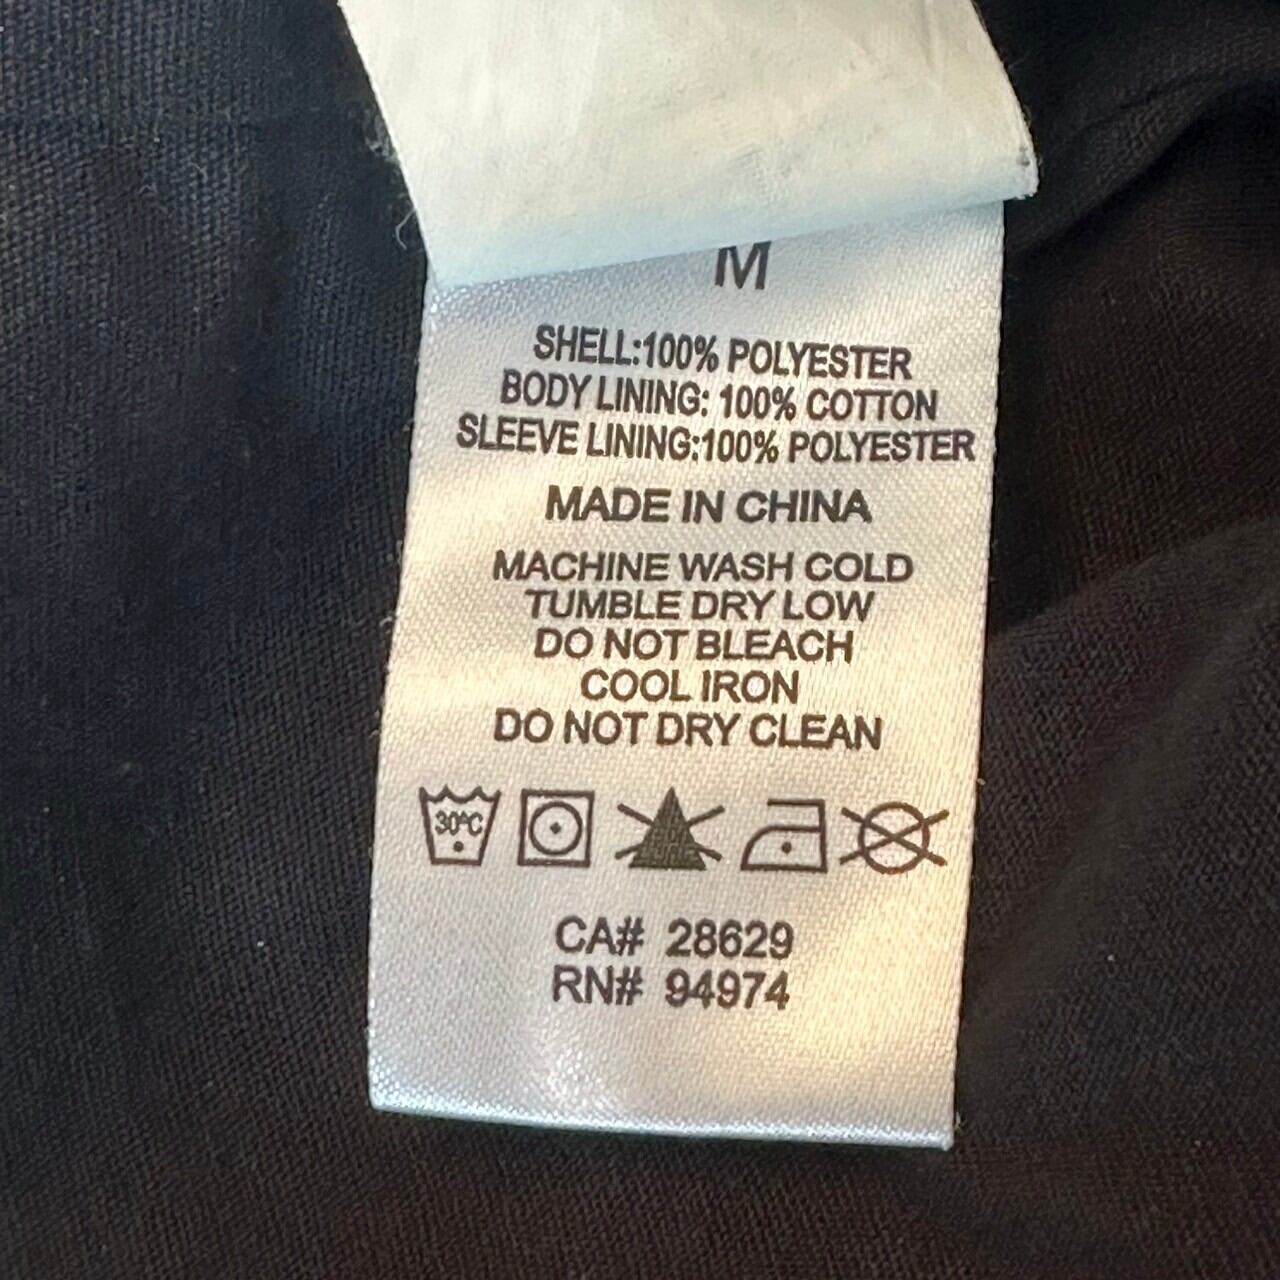 M
SHELL:100% POLYESTER
BODY LINING: 100% COTTON
SLEEVE LINING:100% POLYESTER
MADE IN CHINA
MACHINE WASH COLD
TUMBLE DRY LOW
DO NOT BLEACH
COOL IRON
DO NOT DRY CLEAN
30°C
CA# 28629
RN# 94974